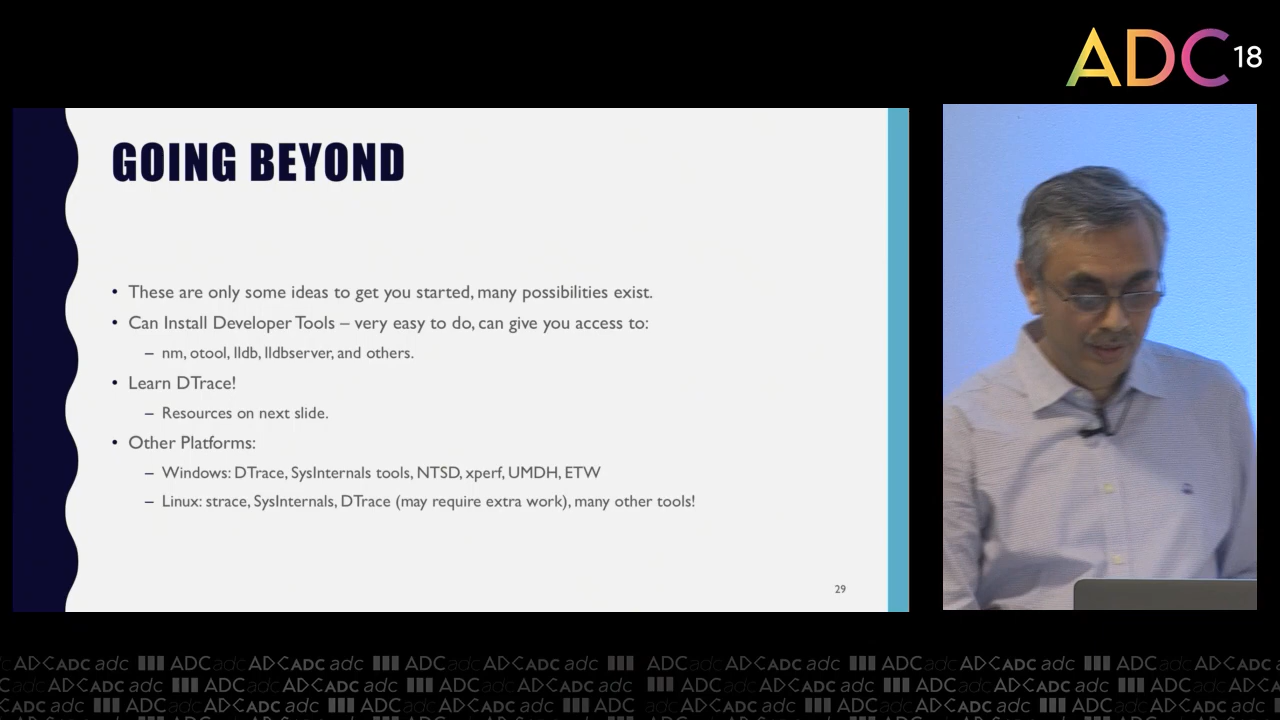 ADC18
GOING BEYOND
• These are only some ideas to get you started, many possibilities exist.
• Can Install Developer Tools – very easy to do, can give you access to:
– nm, otool, lldb, lldbserver, and others.
• Learn DTrace!
– Resources on next slide.
• Other Platforms:
– Windows: DTrace, SysInternals tools, NTSD, xperf, UMDH, ETW
– Linux: strace, SysInternals, DTrace (may require extra work), many other tools!
29